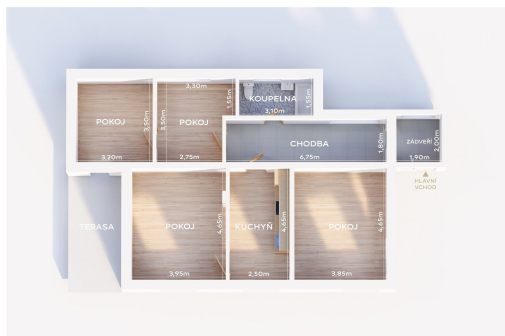 3,30m
KOUPELNA
1,55m
1,55m
3,10m
POKOJ
3,50m
3,50m
POKOJ
CHODBA
1,80m
ZÁDVEŘÍ
2,00m
3,20m
2,75m
6,75m
1,90m
HLAVNÍ
VCHOD
TERASA
POKOJ
4,65m
KUCHYŇ
4,65m
POKOJ
4,65m
3,95m
2,50m
3,85m